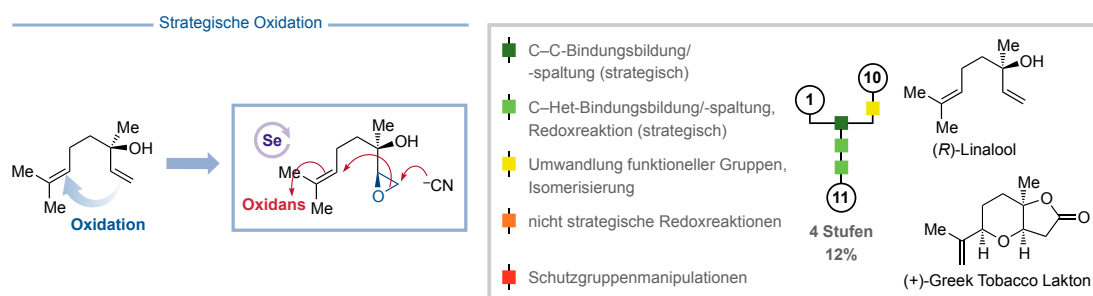 Strategische Oxidation
Me
OH
Me
Me
Oxidation
Se
Me
OH
Me
Oxidans
Me
O
⁻CN
C–C-Bindungsbildung/
-spaltung (strategisch)
C–Het-Bindungsbildung/-spaltung,
Redoxreaktion (strategisch)
Umwandlung funktioneller Gruppen,
Isomerisierung
nicht strategische Redoxreaktionen
Schutzgruppenmanipulationen
1
10
11
4 Stufen
12%
Me
OH
Me
Me
(R)-Linalool
Me
O
O
Me
H
O
H
(+)-Greek Tobacco Lakton